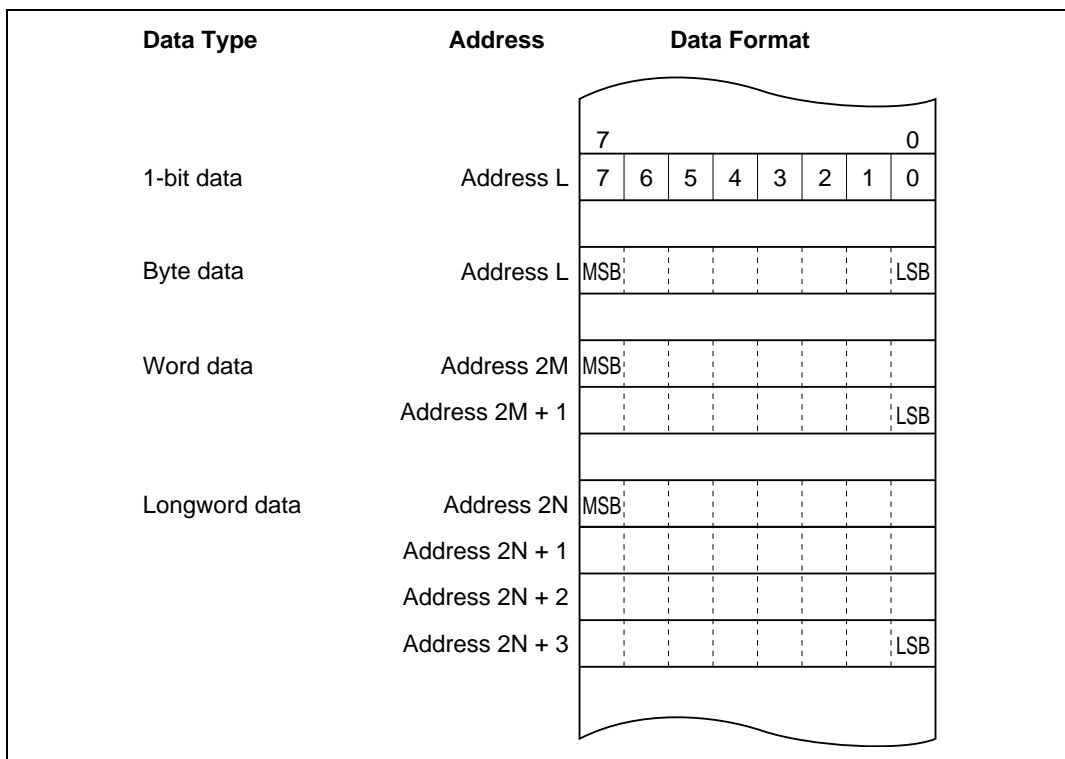 Data Type Address Data Format
7 0
1-bit data Address L 7 6 5 4 3 2 1 0
Byte data Address L MSB LSB
Word data Address 2M MSB
Address 2M + 1 LSB
Longword data Address 2N MSB
Address 2N + 1
Address 2N + 2
Address 2N + 3 LSB